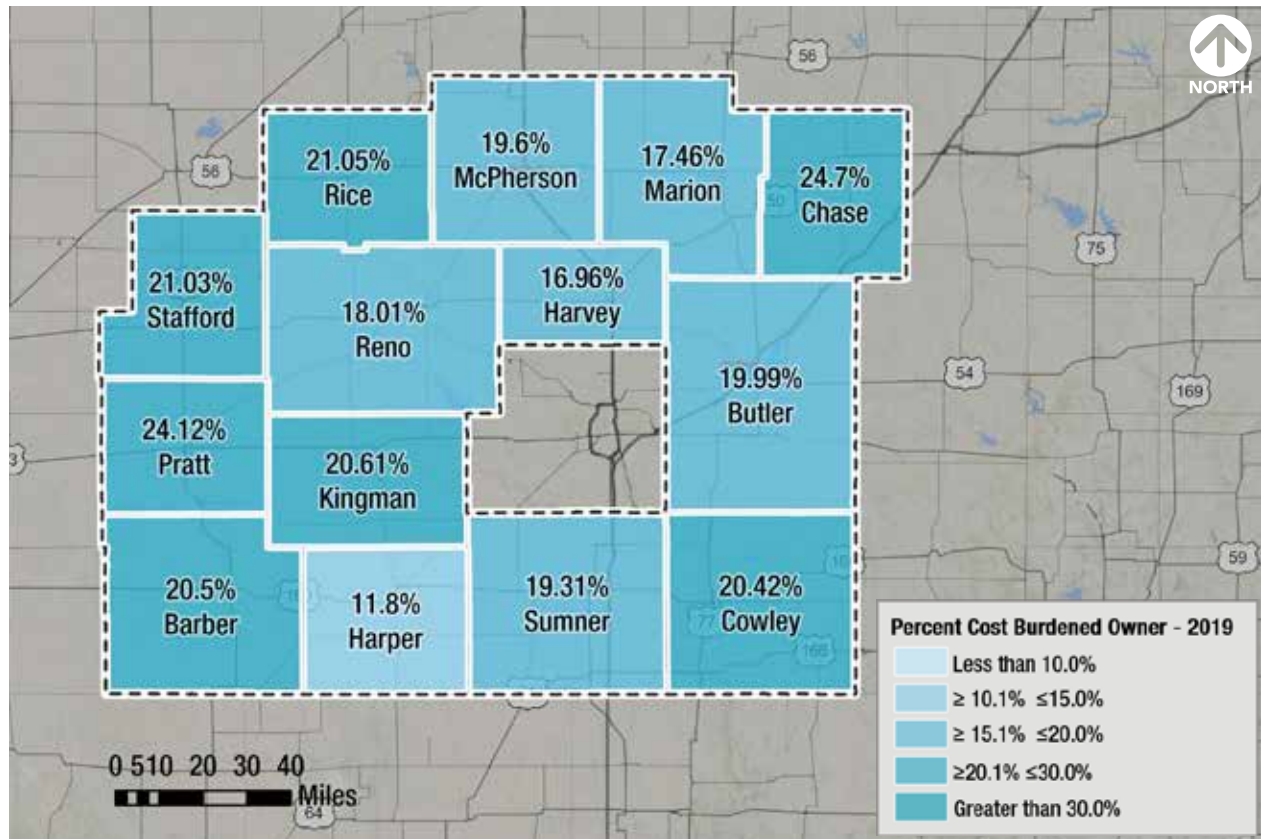 NORTH
56
56
21.05%
Rice
19.6%
McPherson
17.46%
Marion
24.7%
Chase
50
75
21.03%
Stafford
18.01%
Reno
16.96%
Harvey
19.99%
Butler
54
169
24.12%
Pratt
20.61%
Kingman
20.5%
Barber
11.8%
Harper
19.31%
Sumner
20.42%
Cowley
77
166
59
0 5 10 20 30 40
Miles
64
Percent Cost Burdened Owner - 2019
Less than 10.0%
≥ 10.1% ≤15.0%
≥ 15.1% ≤20.0%
≥20.1% ≤30.0%
Greater than 30.0%